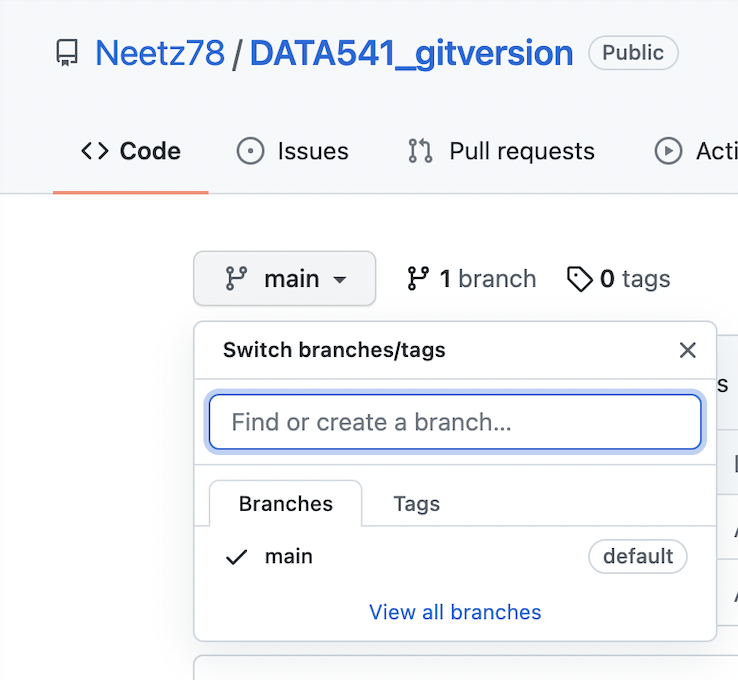 Neetz78 / DATA541_gitversion Public
Code Issues Pull requests Acti
main 1 branch 0 tags
Switch branches/tags
s
Find or create a branch...
Branches Tags
main default
View all branches